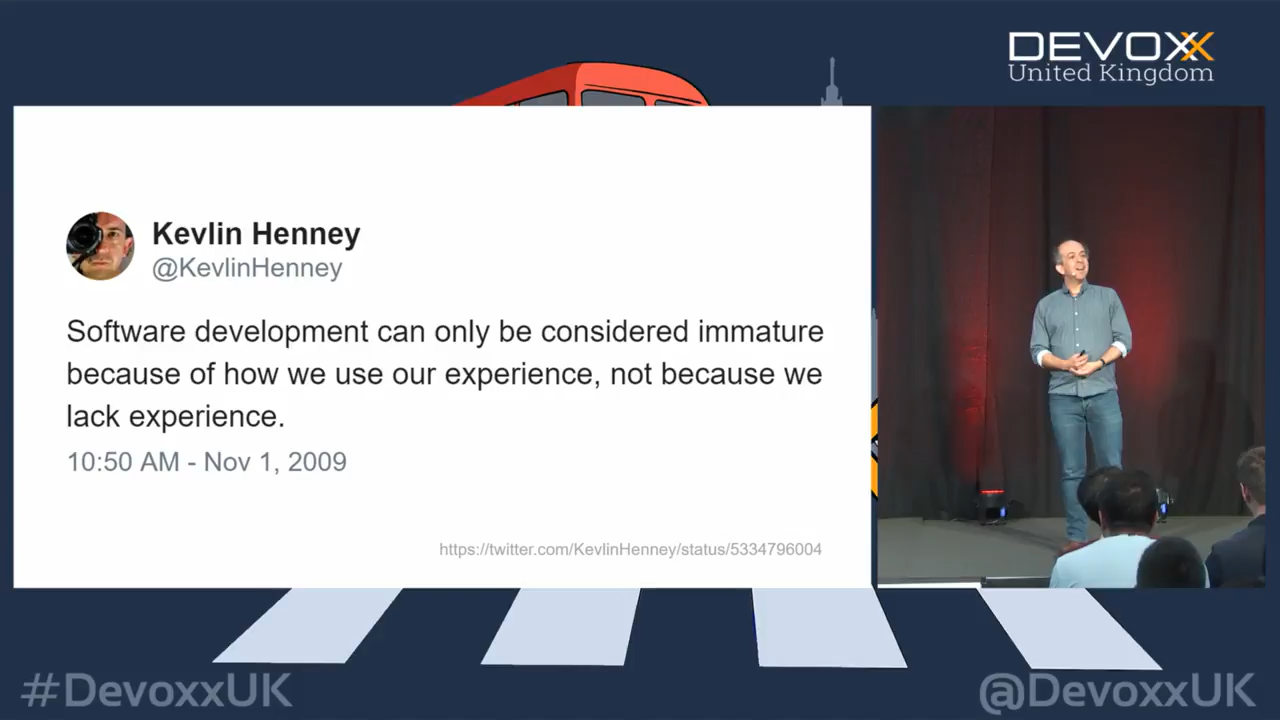 DEVOXX
United Kingdom
Kevlin Henney
@KevlinHenney
Software development can only be considered immature
because of how we use our experience, not because we
lack experience.
10:50 AM - Nov 1, 2009
https://twitter.com/KevlinHenney/status/5334796004
#DevoxxUK
@DevoxxUK